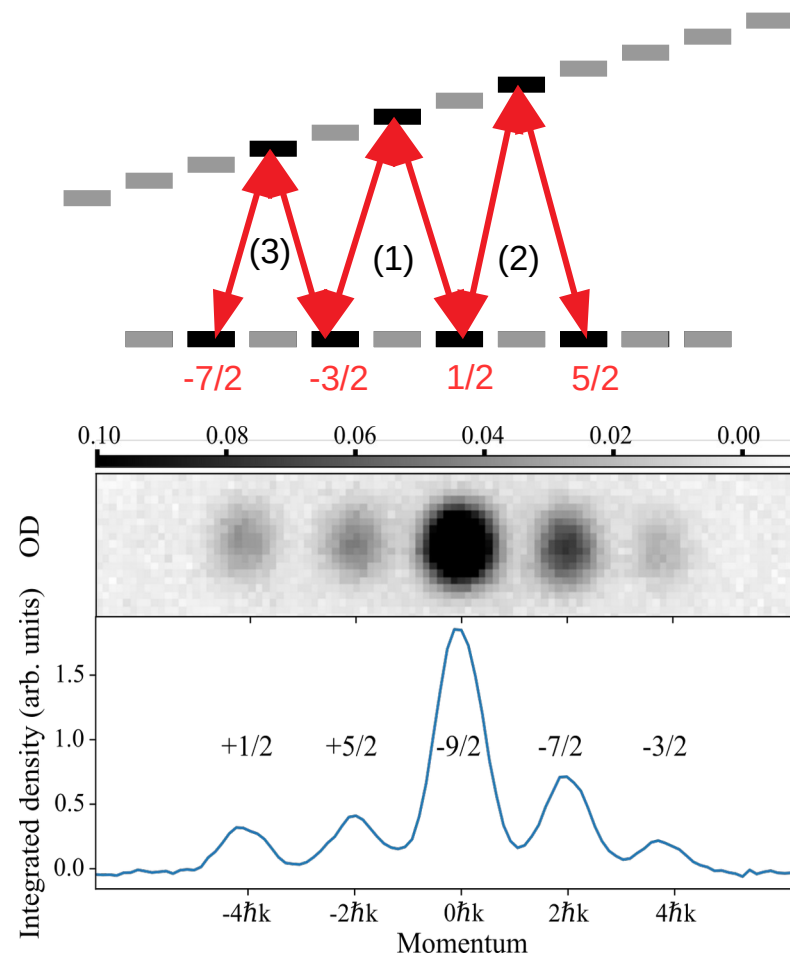 (3) (1) (2)
-7/2 -3/2 1/2 5/2
0.10 0.08 0.06 0.04 0.02 0.00
OD
Integrated density (arb. units)
1.5
1.0
0.5
0.0
+1/2 +5/2 -9/2 -7/2 -3/2
-4ℏk -2ℏk 0ℏk 2ℏk 4ℏk
Momentum